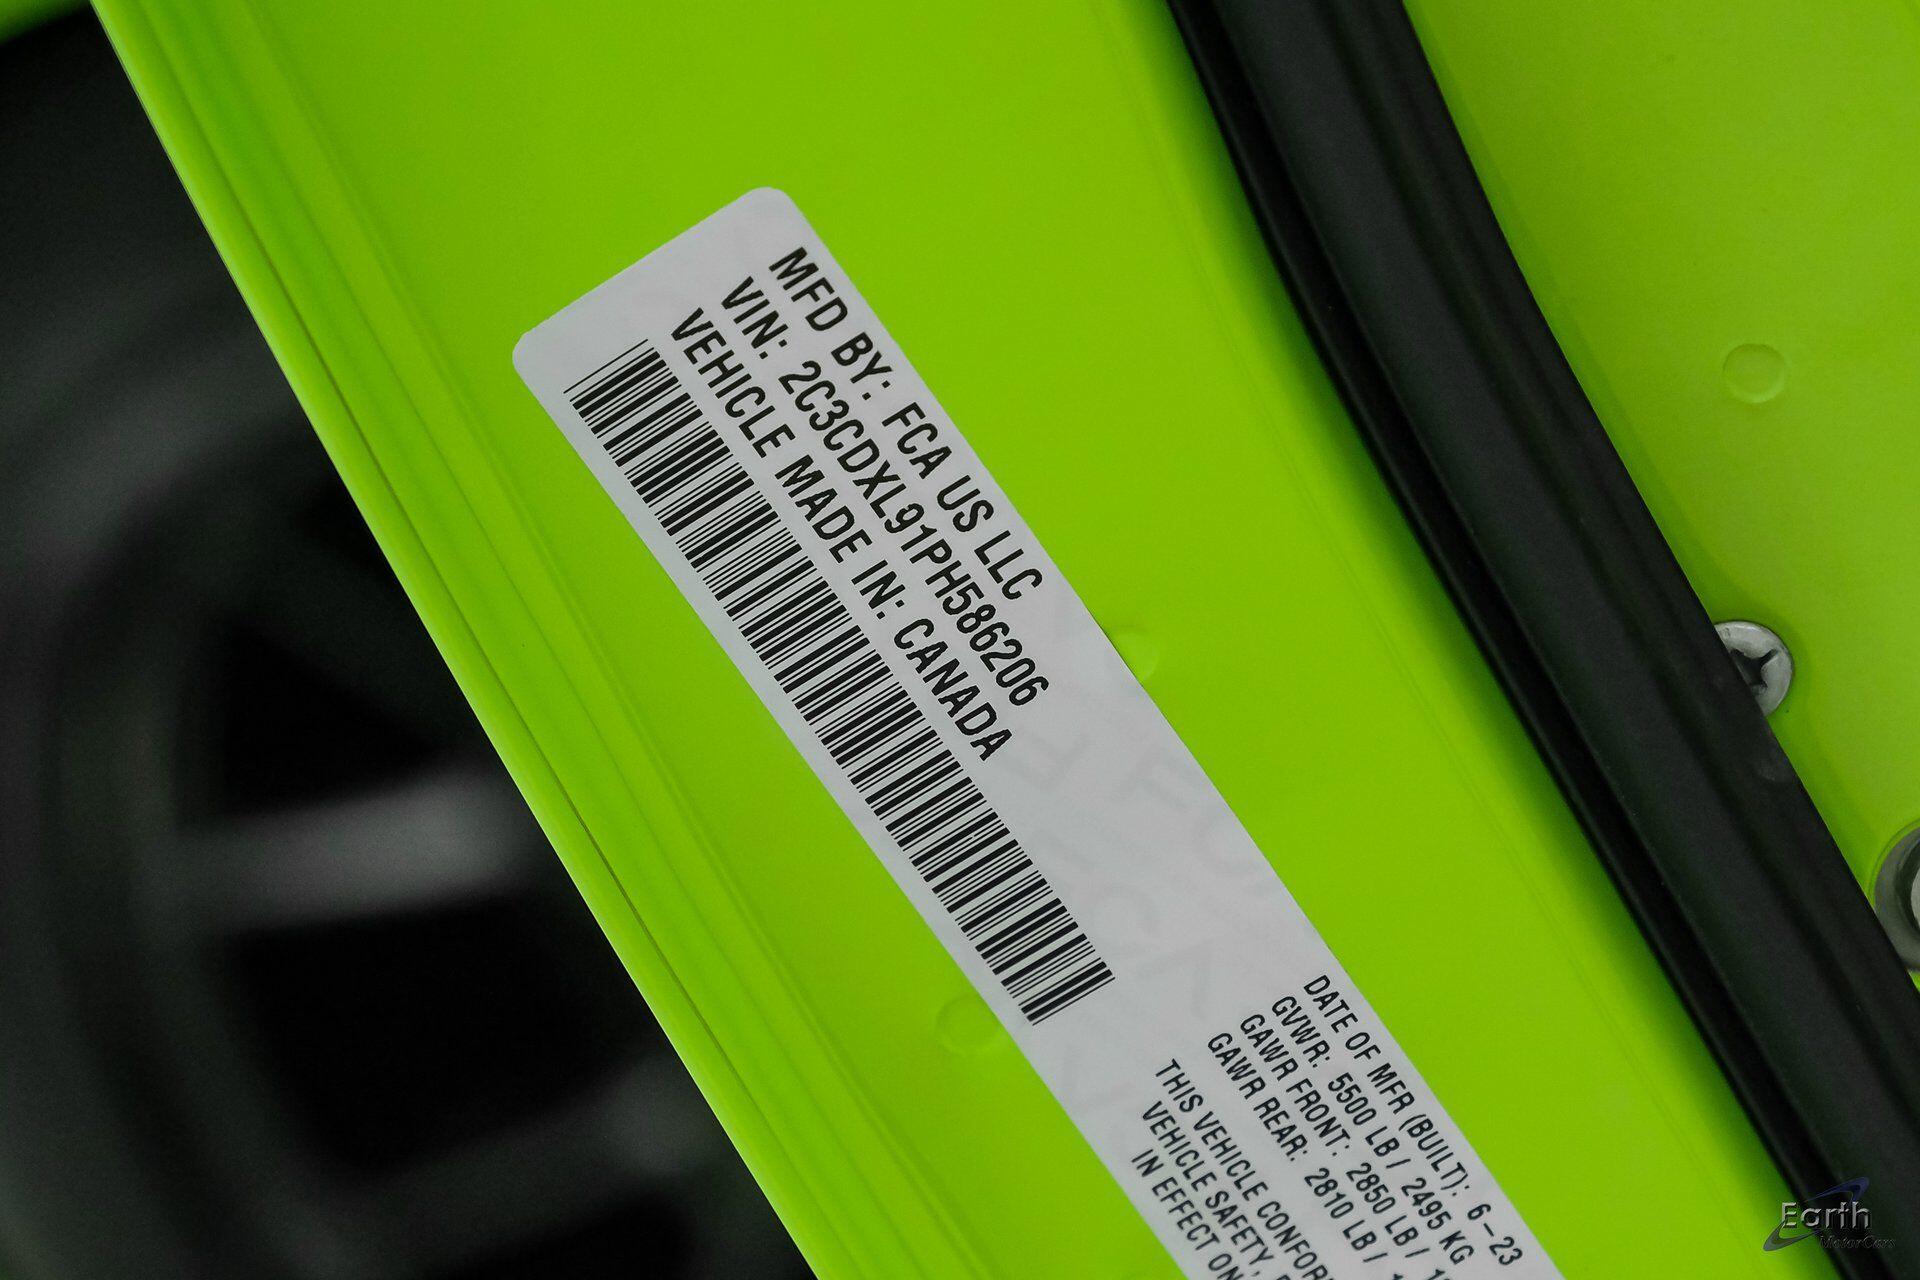 MFD BY: FCA US LLC
VIN: 2C3CDXL91PH586206
VEHICLE MADE IN: CANADA
DATE OF MFR (BUILT): 6-23
GVWR: 5500 LB / 2495 KG
GAWR FRONT: 2850 LB /
GAWR REAR: 2810 LB /
THIS VEHICLE CONFOR
VEHICLE SAFETY,
IN EFFECT ON
Earth
MotorCars